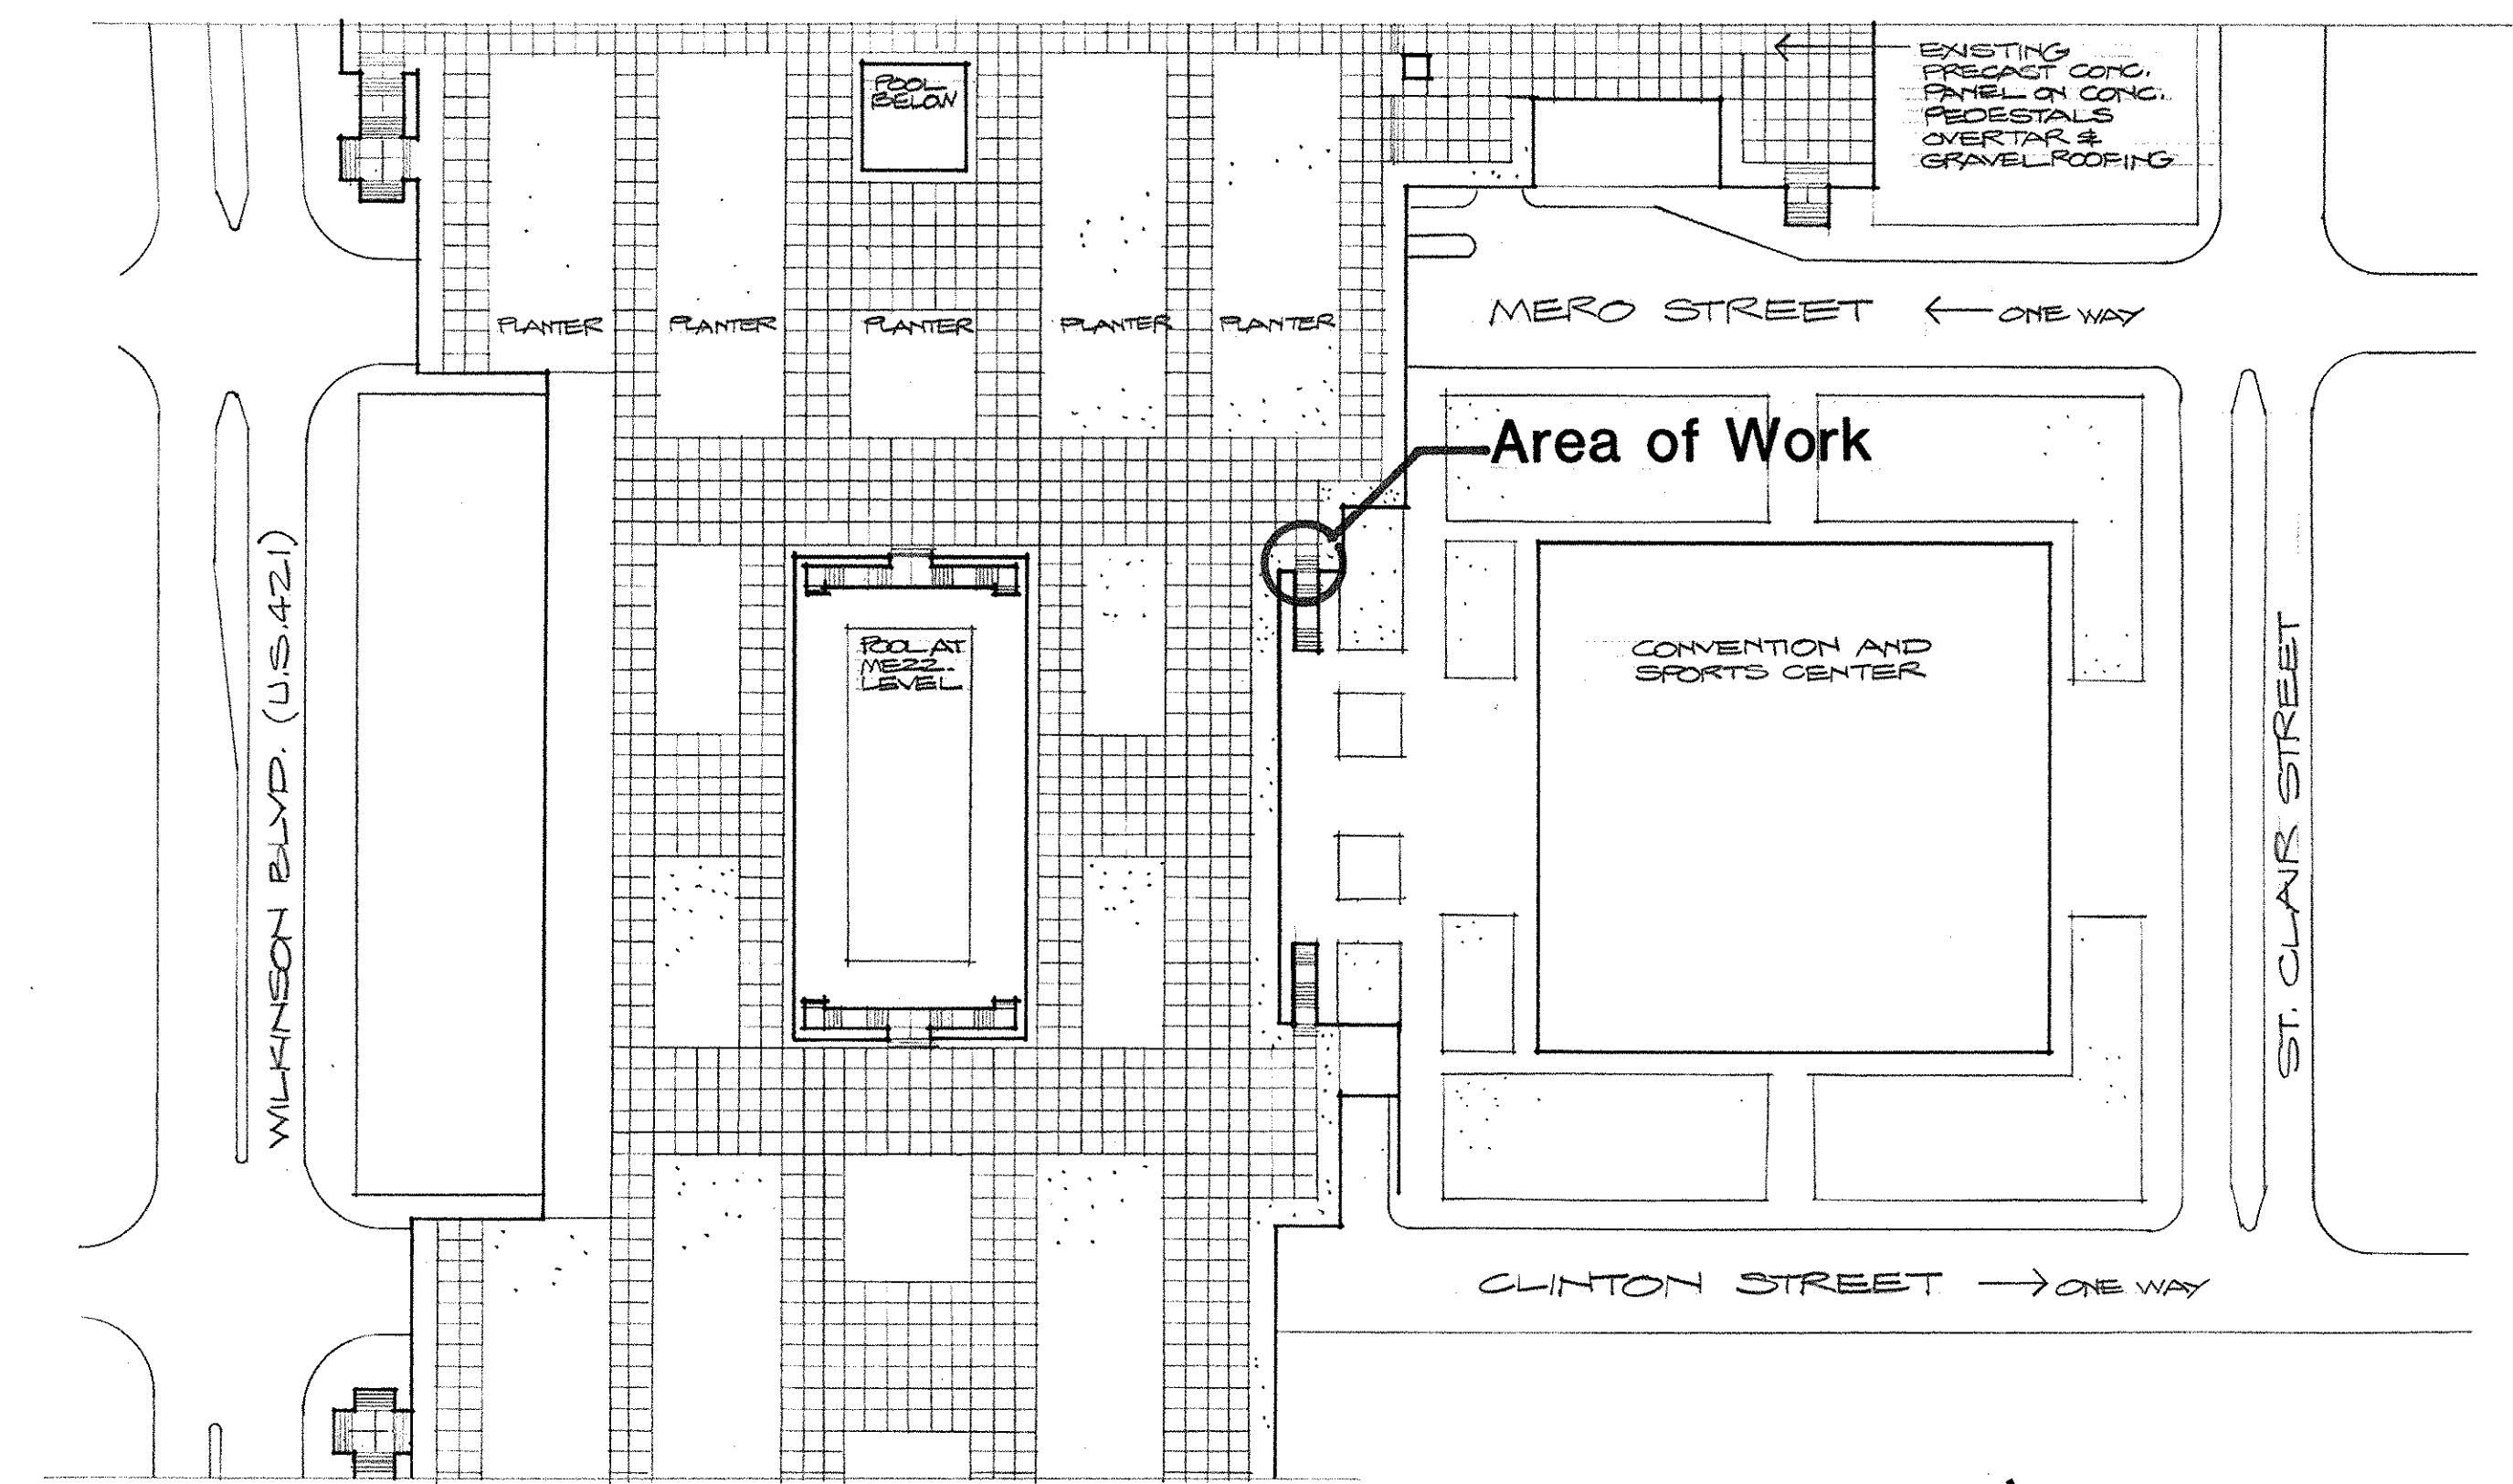 POOL
BELOW
EXISTING
PRECAST CONC.
PANEL ON CONC.
PEDESTALS
OVERTAR &
GRAVEL ROOFING
PLANTER
PLANTER
PLANTER
PLANTER
PLANTER
MERO STREET ← ONE WAY
Area of Work
WILKINSON BLVD. (U.S.421)
POOL AT
MEZZ.
LEVEL
CONVENTION AND
SPORTS CENTER
ST. CLAIR STREET
CLINTON STREET → ONE WAY